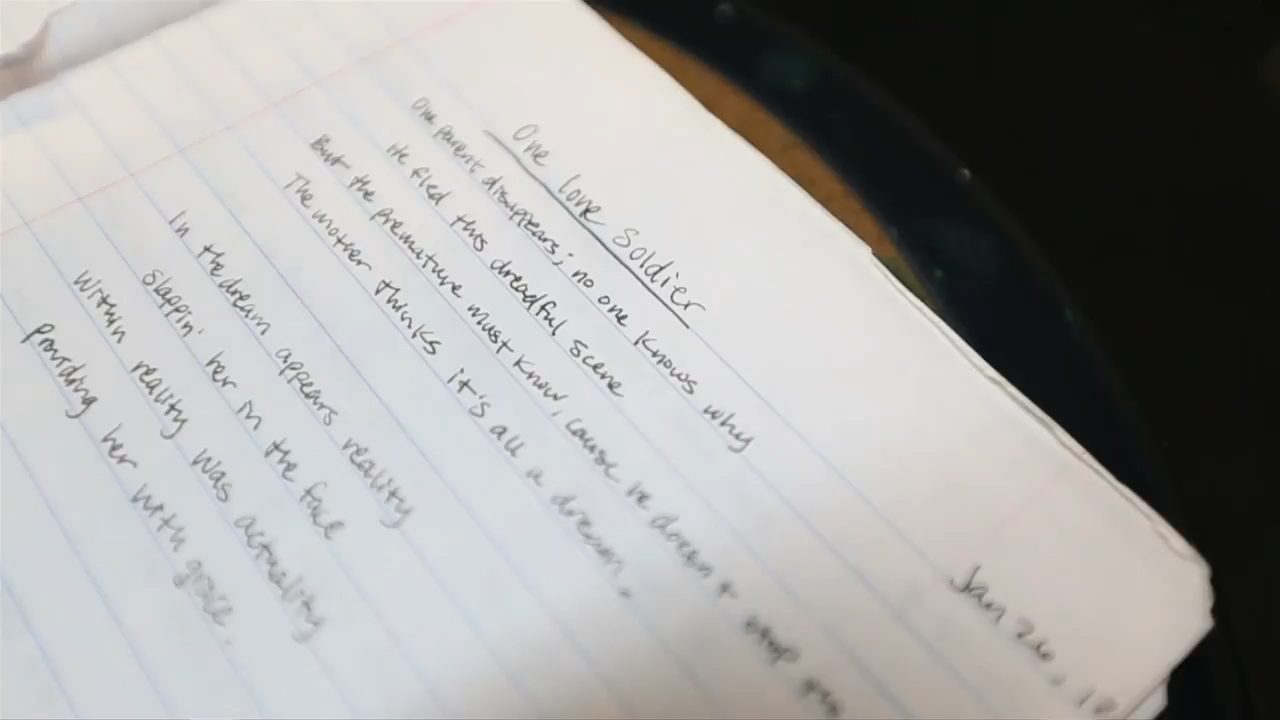 Jan 26, 10
One Love Soldier
One parent disappears; no one knows why
He fled this dreadful scene
But the premature must know, cause he doesn't stop
The mother thinks it's all a dream.
In the dream appears reality
Slappin' her in the face
Within reality was actuality
Providing her with grace.